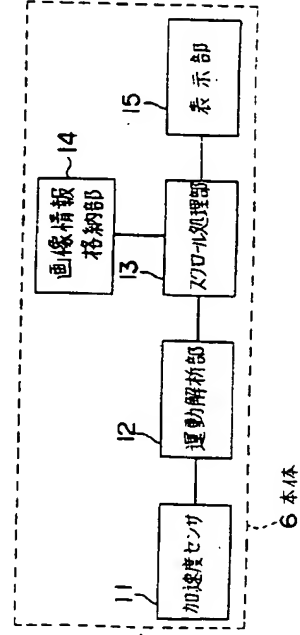 11
加速度センサ
12
運動解析部
13
スクロール処理部
14
画像情報
格納部
15
表示部
6 本体